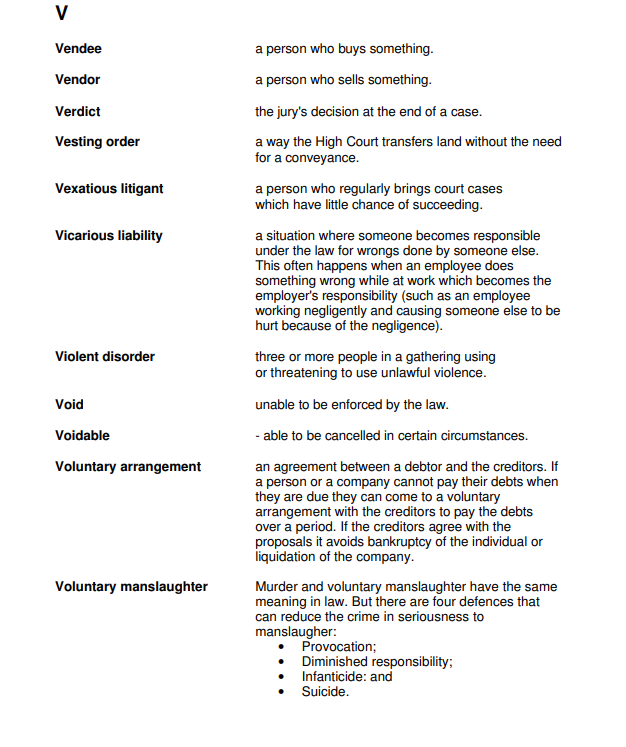 V
Vendee a person who buys something.
Vendor a person who sells something.
Verdict the jury's decision at the end of a case.
Vesting order a way the High Court transfers land without the need
for a conveyance.
Vexatious litigant a person who regularly brings court cases
which have little chance of succeeding.
Vicarious liability a situation where someone becomes responsible
under the law for wrongs done by someone else.
This often happens when an employee does
something wrong while at work which becomes the
employer's responsibility (such as an employee
working negligently and causing someone else to be
hurt because of the negligence).
Violent disorder three or more people in a gathering using
or threatening to use unlawful violence.
Void unable to be enforced by the law.
Voidable - able to be cancelled in certain circumstances.
Voluntary arrangement an agreement between a debtor and the creditors. If
a person or a company cannot pay their debts when
they are due they can come to a voluntary
arrangement with the creditors to pay the debts
over a period. If the creditors agree with the
proposals it avoids bankruptcy of the individual or
liquidation of the company.
Voluntary manslaughter Murder and voluntary manslaughter have the same
meaning in law. But there are four defences that
can reduce the crime in seriousness to
manslaugher:
• Provocation;
• Diminished responsibility;
• Infanticide: and
• Suicide.